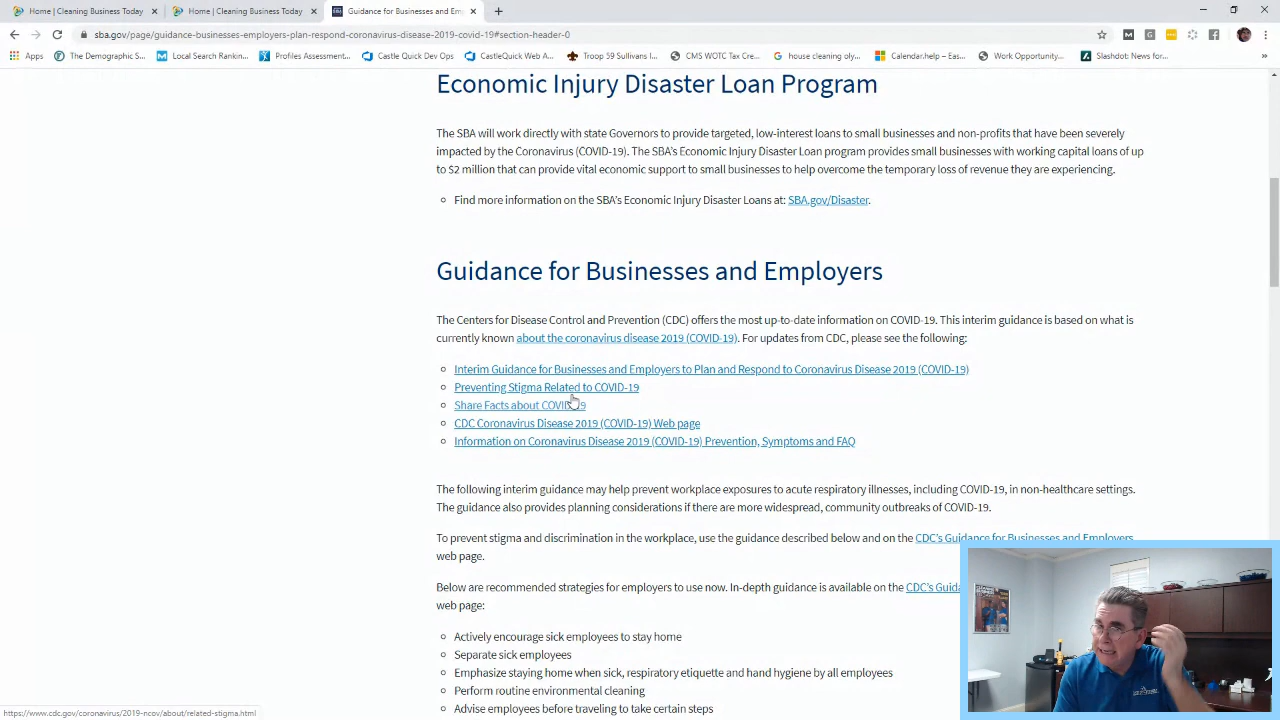 Home | Cleaning Business Today
Home | Cleaning Business Today
Guidance for Businesses and Em
sba.gov/page/guidance-businesses-employers-plan-respond-coronavirus-disease-2019-covid-19#section-header-0
Apps
The Demographic S...
Local Search Rankin...
Profiles Assessment...
Castle Quick Dev Ops
CastleQuick Web A...
Troop 59 Sullivans I...
CMS WOTC Tax Cre...
house cleaning oly...
Calendar.help – Eas...
Work Opportunity...
Slashdot: News for...
Economic Injury Disaster Loan Program
The SBA will work directly with state Governors to provide targeted, low-interest loans to small businesses and non-profits that have been severely
impacted by the Coronavirus (COVID-19). The SBA's Economic Injury Disaster Loan program provides small businesses with working capital loans of up
to $2 million that can provide vital economic support to small businesses to help overcome the temporary loss of revenue they are experiencing.
Find more information on the SBA's Economic Injury Disaster Loans at: SBA.gov/Disaster.
Guidance for Businesses and Employers
The Centers for Disease Control and Prevention (CDC) offers the most up-to-date information on COVID-19. This interim guidance is based on what is
currently known about the coronavirus disease 2019 (COVID-19). For updates from CDC, please see the following:
Interim Guidance for Businesses and Employers to Plan and Respond to Coronavirus Disease 2019 (COVID-19)
Preventing Stigma Related to COVID-19
Share Facts about COVID-19
CDC Coronavirus Disease 2019 (COVID-19) Web page
Information on Coronavirus Disease 2019 (COVID-19) Prevention, Symptoms and FAQ
The following interim guidance may help prevent workplace exposures to acute respiratory illnesses, including COVID-19, in non-healthcare settings.
The guidance also provides planning considerations if there are more widespread, community outbreaks of COVID-19.
To prevent stigma and discrimination in the workplace, use the guidance described below and on the CDC's Guidance for Businesses and Employers
web page.
Below are recommended strategies for employers to use now. In-depth guidance is available on the CDC's Guid
web page:
Actively encourage sick employees to stay home
Separate sick employees
Emphasize staying home when sick, respiratory etiquette and hand hygiene by all employees
Perform routine environmental cleaning
Advise employees before traveling to take certain steps
https://www.cdc.gov/coronavirus/2019-ncov/about/related-stigma.html